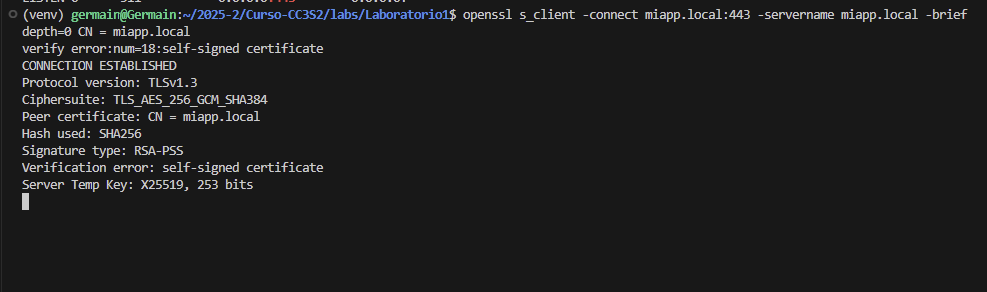 (venv) germain@Germain:~/2025-2/Curso-CC3S2/labs/Laboratorio1$ openssl s_client -connect miapp.local:443 -servername miapp.local -brief
depth=0 CN = miapp.local
verify error:num=18:self-signed certificate
CONNECTION ESTABLISHED
Protocol version: TLSv1.3
Ciphersuite: TLS_AES_256_GCM_SHA384
Peer certificate: CN = miapp.local
Hash used: SHA256
Signature type: RSA-PSS
Verification error: self-signed certificate
Server Temp Key: X25519, 253 bits